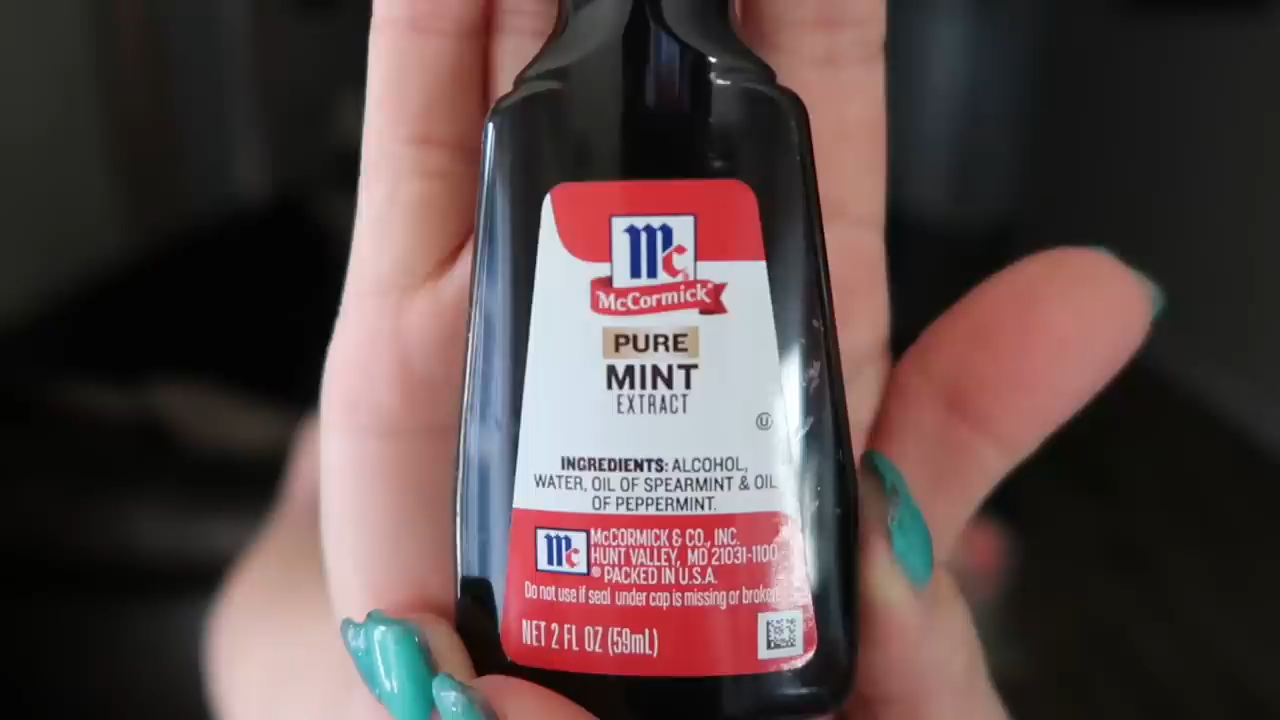 Mc
McCormick®
PURE
MINT
EXTRACT
U
INGREDIENTS: ALCOHOL,
WATER, OIL OF SPEARMINT & OIL
OF PEPPERMINT.
Mc
McCORMICK & CO., INC.
HUNT VALLEY, MD 21031-1100
® PACKED IN U.S.A.
Do not use if seal under cap is missing or broken
NET 2 FL OZ (59mL)